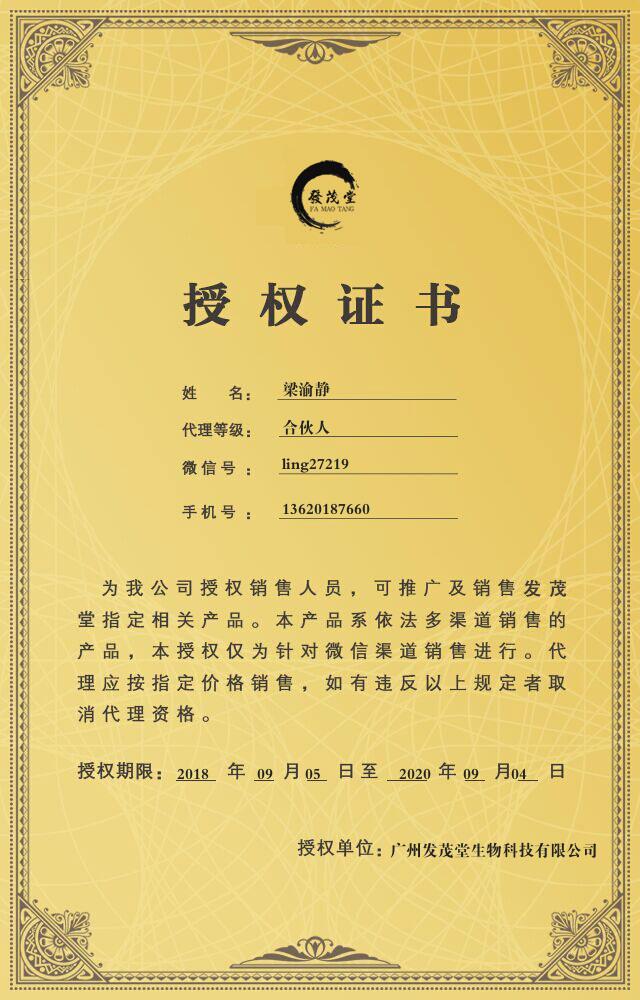 發茂堂
FA MAO TANG
授权证书
姓名：梁渝静
代理等级：合伙人
微信号：ling27219
手机号：13620187660
为我公司授权销售人员，可推广及销售发茂
堂指定相关产品。本产品系依法多渠道销售的
产品，本授权仅为针对微信渠道销售进行。代
理应按指定价格销售，如有违反以上规定者取
消代理资格。
授权期限：2018 年 09 月 05 日至 2020 年 09 月 04 日
授权单位：广州发茂堂生物科技有限公司